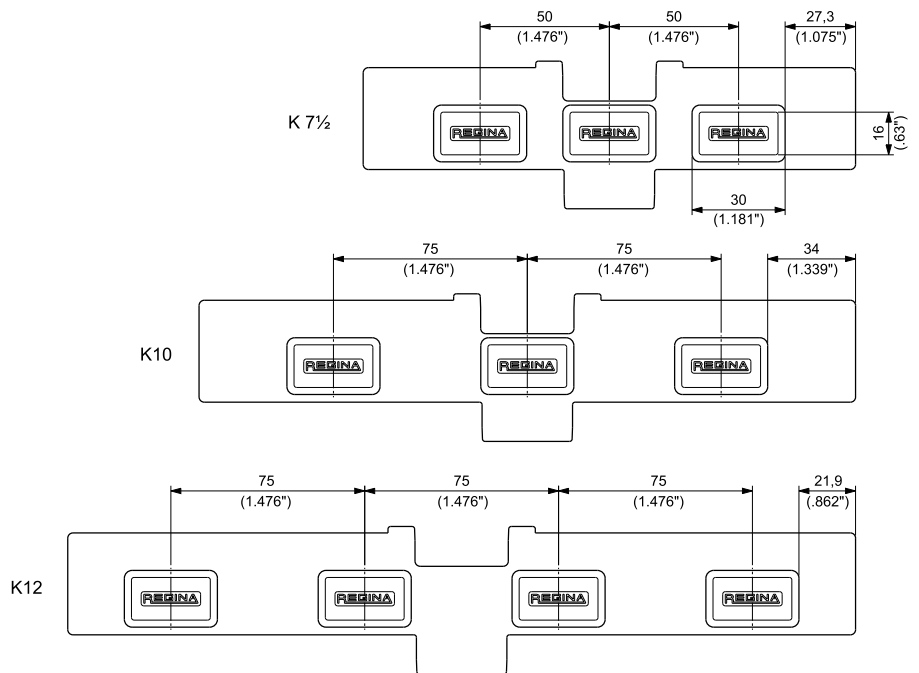 50 50 27,3
(1.476") (1.476") (1.075")
K 7½
REGINA REGINA REGINA
16
(.63")
30
(1.181")
75 75 34
(1.476") (1.476") (1.339")
K10
REGINA REGINA REGINA
75 75 75 21,9
(1.476") (1.476") (1.476") (.862")
K12
REGINA REGINA REGINA REGINA